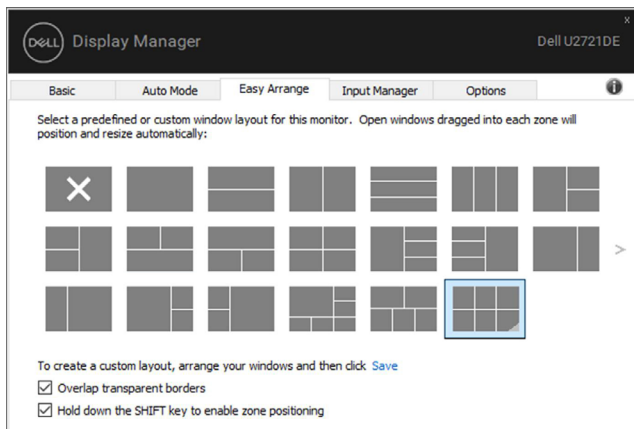 x
DELL Display Manager
Dell U2721DE
Basic Auto Mode Easy Arrange Input Manager Options
Select a predefined or custom window layout for this monitor. Open windows dragged into each zone will
position and resize automatically:
>
To create a custom layout, arrange your windows and then click Save
Overlap transparent borders
Hold down the SHIFT key to enable zone positioning